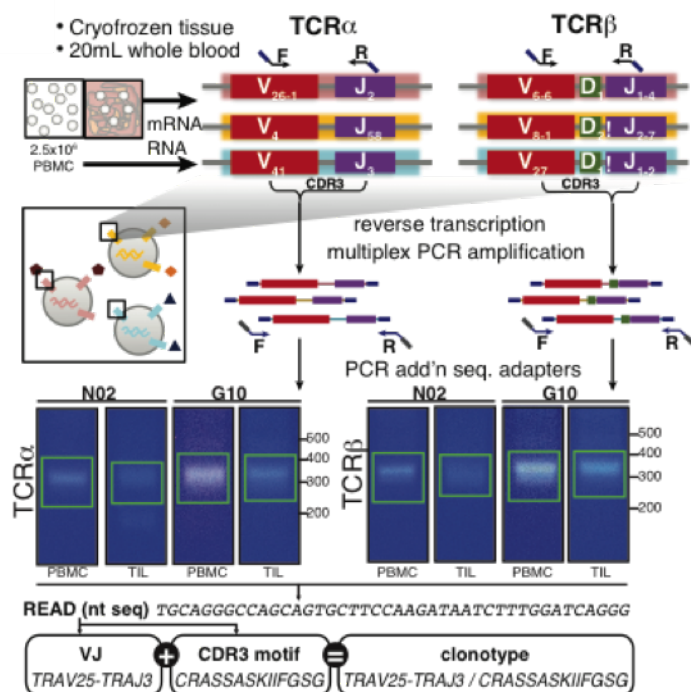 • Cryofrozen tissue
• 20mL whole blood
TCRα
TCRβ
F
R
F
R
V26-1
J2
V6-6
D1
J1-4
mRNA
V4
J58
V8-1
D2!
J2-7
RNA
2.5x10⁶
PBMC
V41
J3
V27
D1!
J1-2
CDR3
CDR3
reverse transcription
multiplex PCR amplification
F
R
F
R
PCR add'n seq. adapters
N02
G10
N02
G10
TCRα
500
400
300
200
TCRβ
500
400
300
200
PBMC
TIL
PBMC
TIL
PBMC
TIL
PBMC
TIL
READ (nt seq) TGCAGGGCCAGCAGTGCTTCCAAGATAATCTTTGGATCAGGG
VJ + CDR3 motif = clonotype
TRAV25-TRAJ3 CRASSASKIIFGSG TRAV25-TRAJ3 / CRASSASKIIFGSG